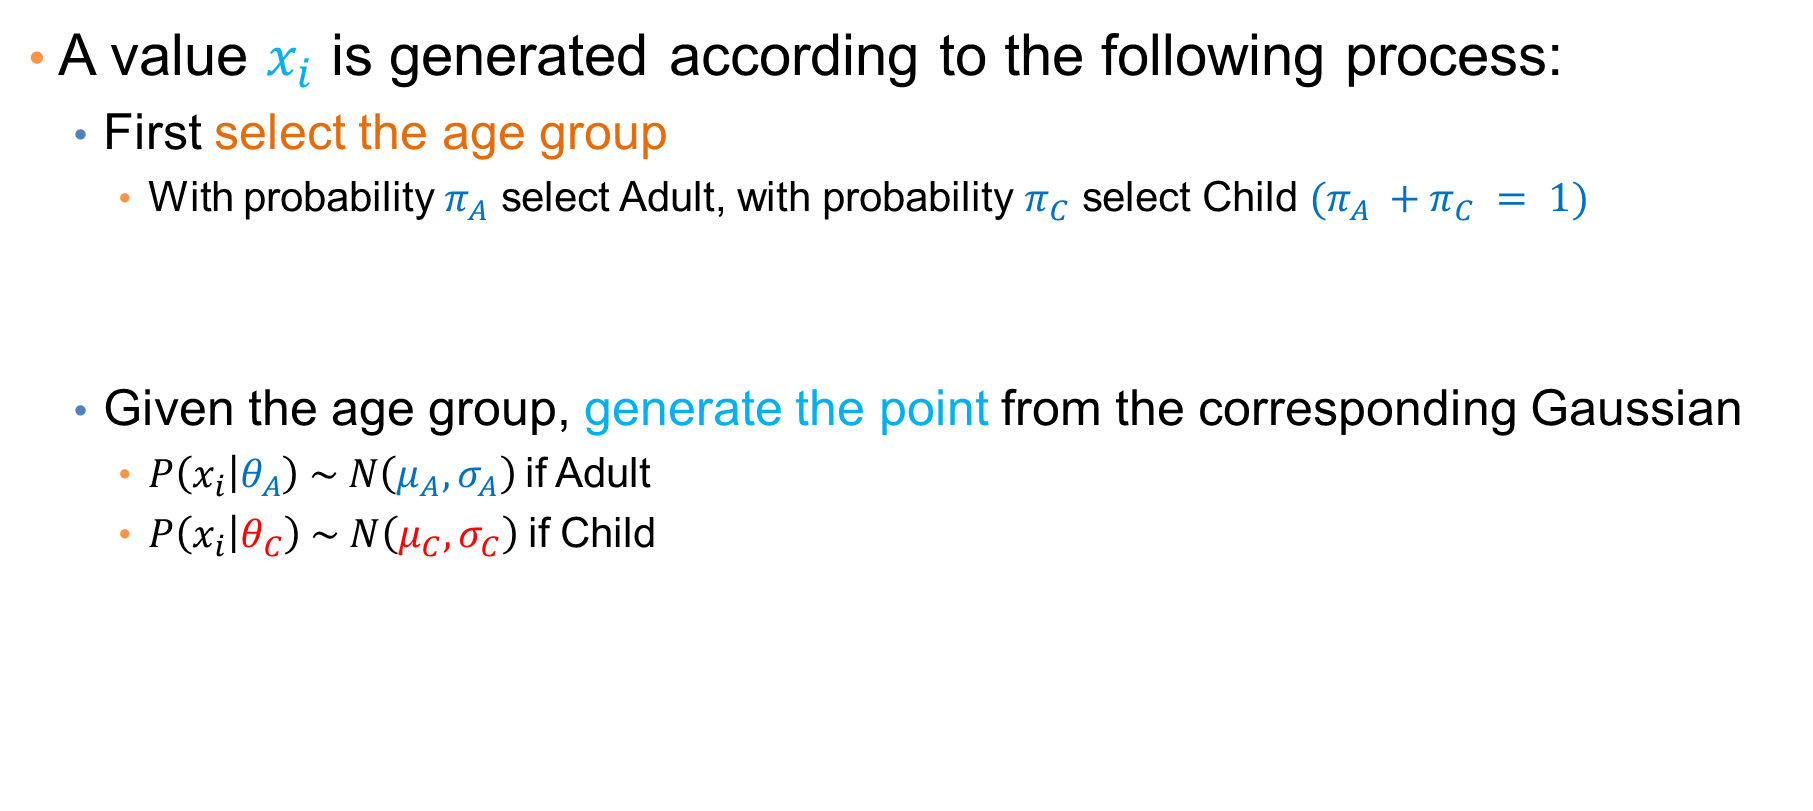 • A value 𝑥ᵢ is generated according to the following process:
• First select the age group
• With probability 𝜋_A select Adult, with probability 𝜋_C select Child (𝜋_A + 𝜋_C = 1)
• Given the age group, generate the point from the corresponding Gaussian
• P(xᵢ|θ_A) ~ N(μ_A, σ_A) if Adult
• P(xᵢ|θ_C) ~ N(μ_C, σ_C) if Child